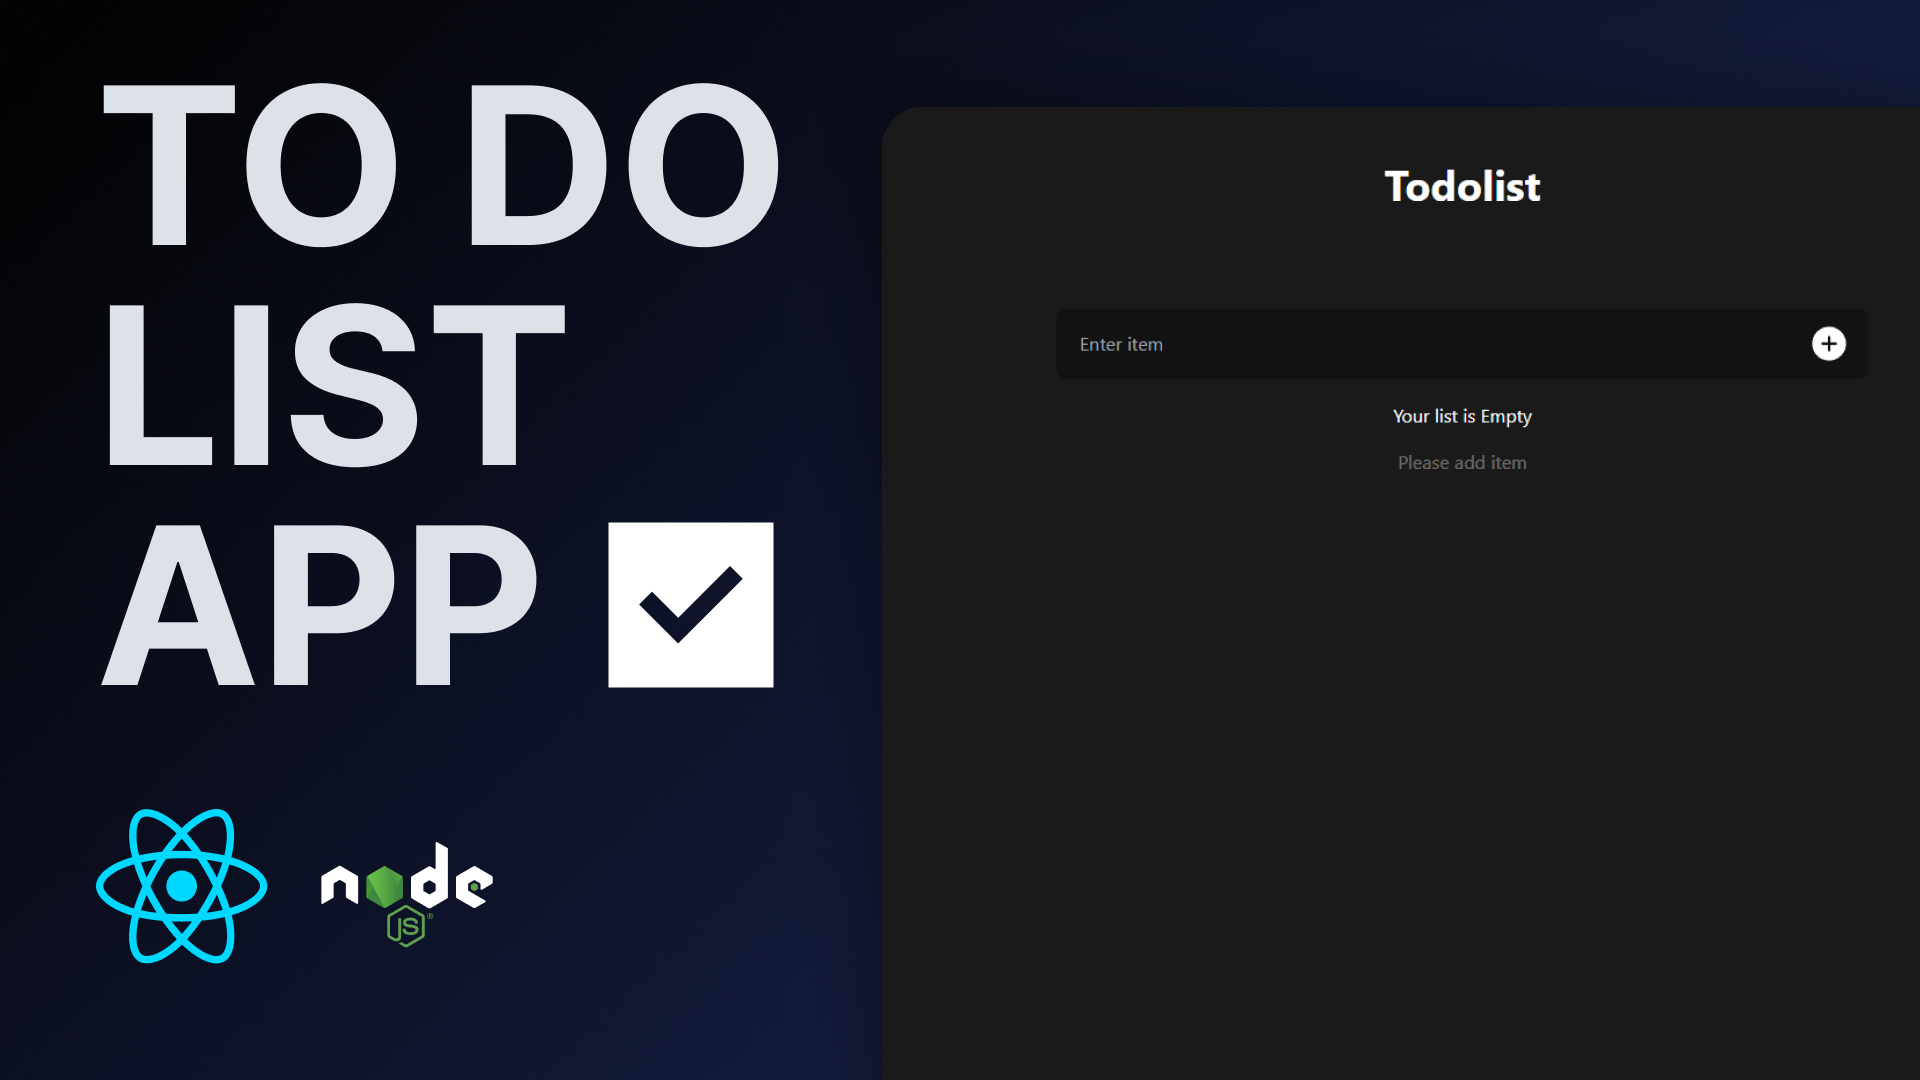 TO DO
LIST
APP
node
JS
Todolist
Enter item
Your list is Empty
Please add item